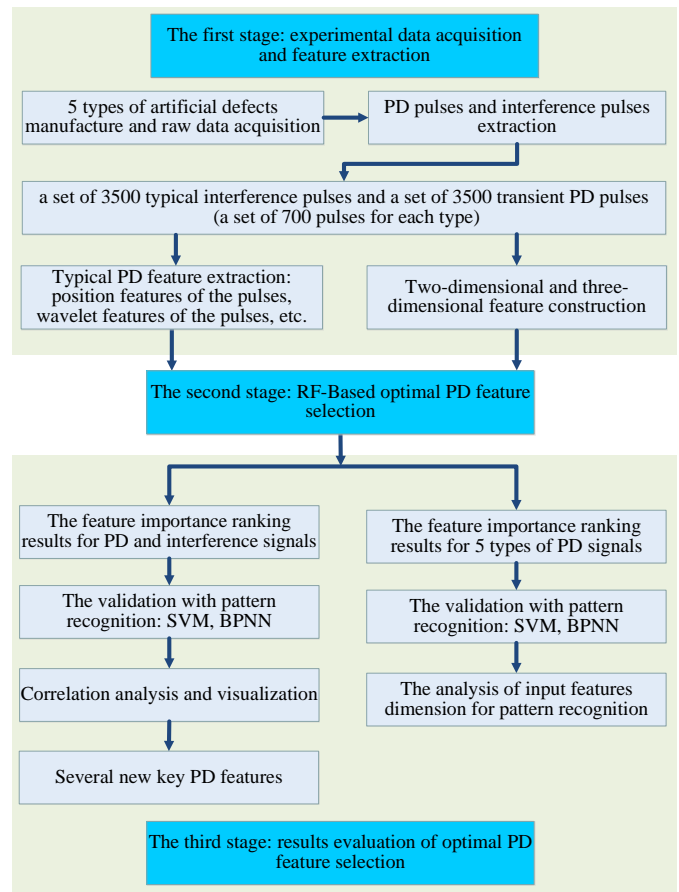 The first stage: experimental data acquisition
and feature extraction
5 types of artificial defects
manufacture and raw data acquisition
PD pulses and interference pulses
extraction
a set of 3500 typical interference pulses and a set of 3500 transient PD pulses
(a set of 700 pulses for each type)
Typical PD feature extraction:
position features of the pulses,
wavelet features of the pulses, etc.
Two-dimensional and three-
dimensional feature construction
The second stage: RF-Based optimal PD feature
selection
The feature importance ranking
results for PD and interference signals
The feature importance ranking
results for 5 types of PD signals
The validation with pattern
recognition: SVM, BPNN
The validation with pattern
recognition: SVM, BPNN
Correlation analysis and visualization
The analysis of input features
dimension for pattern recognition
Several new key PD features
The third stage: results evaluation of optimal PD
feature selection